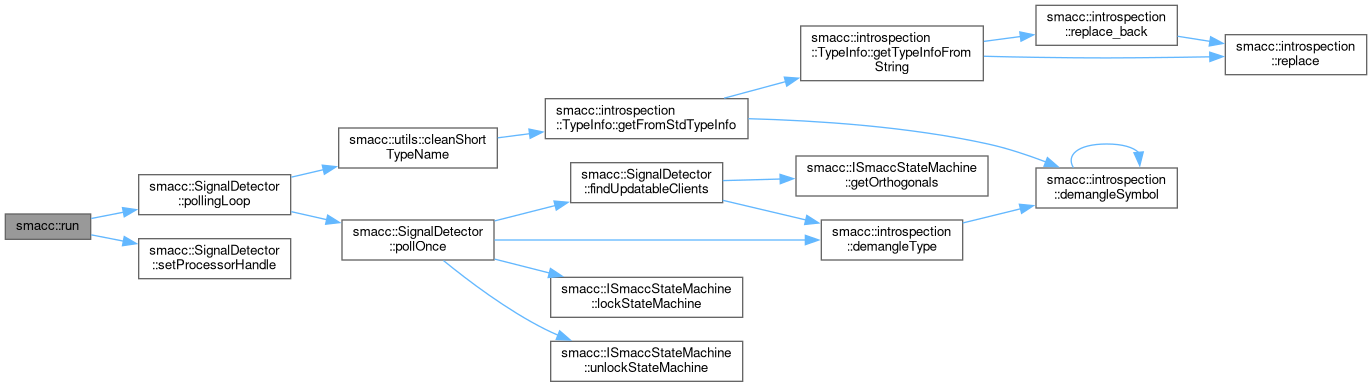 smacc::run
smacc::SignalDetector
::pollingLoop
smacc::SignalDetector
::setProcessorHandle
smacc::utils::cleanShort
TypeName
smacc::SignalDetector
::pollOnce
smacc::introspection
::TypeInfo::getFromStdTypeInfo
smacc::SignalDetector
::findUpdatableClients
smacc::ISmaccStateMachine
::lockStateMachine
smacc::ISmaccStateMachine
::unlockStateMachine
smacc::introspection
::TypeInfo::getTypeInfoFrom
String
smacc::ISmaccStateMachine
::getOrthogonals
smacc::introspection
::demangleType
smacc::introspection
::replace_back
smacc::introspection
::demangleSymbol
smacc::introspection
::replace